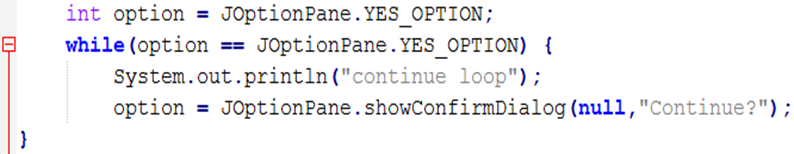 int option = JOptionPane.YES_OPTION;
while(option == JOptionPane.YES_OPTION) {
System.out.println("continue loop");
option = JOptionPane.showConfirmDialog(null,"Continue?");
}